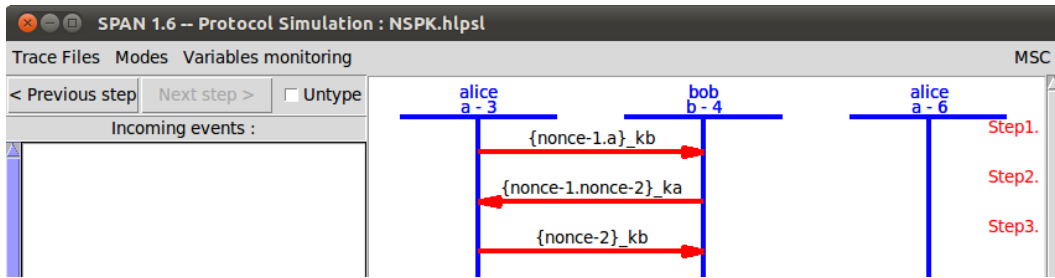 SPAN 1.6 -- Protocol Simulation : NSPK.hlpsl
Trace Files Modes Variables monitoring MSC
< Previous step Next step > Untype
Incoming events :
alice bob alice
a - 3 b - 4 a - 6
Step1.
{nonce-1.a}_kb
Step2.
{nonce-1.nonce-2}_ka
Step3.
{nonce-2}_kb